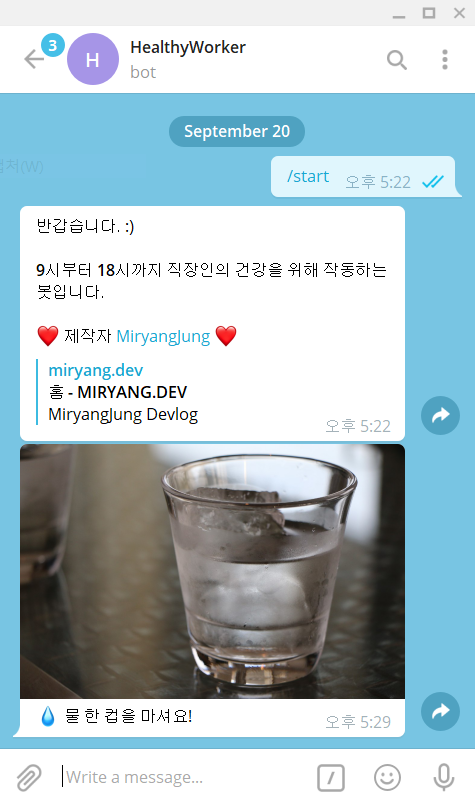 3
H
HealthyWorker
bot
September 20
처(W)
/start 오후 5:22
반갑습니다. :)
9시부터 18시까지 직장인의 건강을 위해 작동하는
봇입니다.
❤️ 제작자 MiryangJung ❤️
miryang.dev
홈 - MIRYANG.DEV
MiryangJung Devlog
오후 5:22
💧 물 한 컵을 마셔요!
오후 5:29
Write a message...